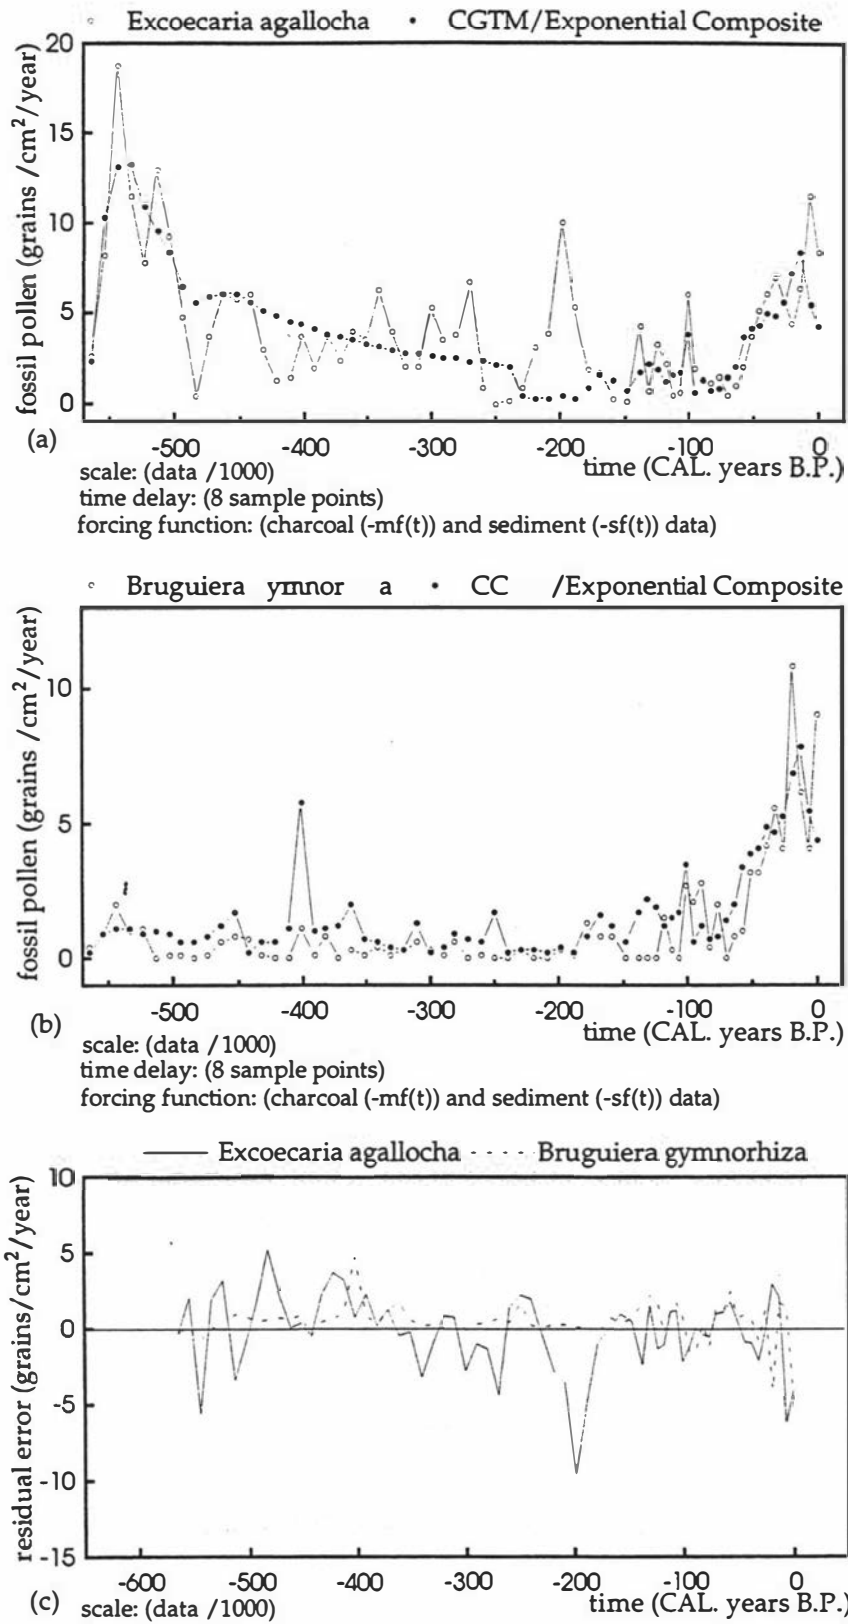 ◦ Excoecaria agallocha • CGTM/Exponential Composite
20
15
10
5
0
fossil pollen (grains /cm²/year)
-500 -400 -300 -200 -100 0
(a)
time (CAL. years B.P.)
scale: (data /1000)
time delay: (8 sample points)
forcing function: (charcoal (-mf(t)) and sediment (-sf(t)) data)
◦ Bruguiera ymnor a • CC /Exponential Composite
10
5
0
fossil pollen (grains /cm²/year)
-500 -400 -300 -200 -100 0
(b)
time (CAL. years B.P.)
scale: (data /1000)
time delay: (8 sample points)
forcing function: (charcoal (-mf(t)) and sediment (-sf(t)) data)
Excoecaria agallocha Bruguiera gymnorhiza
10
5
0
-5
-10
-15
residual error (grains/cm²/year)
-600 -500 -400 -300 -200 -100 0
(c)
time (CAL. years B.P.)
scale: (data /1000)